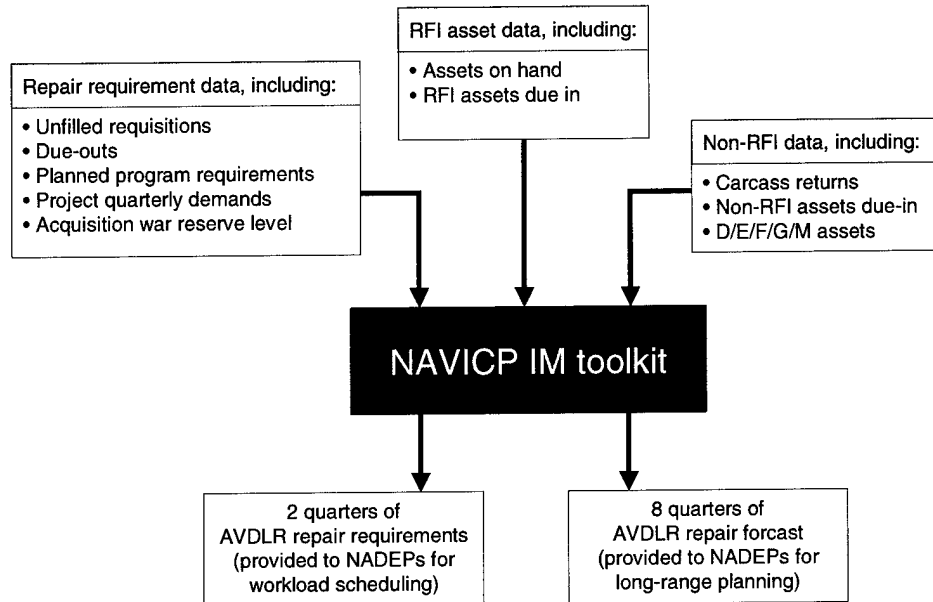 Repair requirement data, including:
• Unfilled requisitions
• Due-outs
• Planned program requirements
• Project quarterly demands
• Acquisition war reserve level
RFI asset data, including:
• Assets on hand
• RFI assets due in
Non-RFI data, including:
• Carcass returns
• Non-RFI assets due-in
• D/E/F/G/M assets
NAVICP IM toolkit
2 quarters of
AVDLR repair requirements
(provided to NADEPs for
workload scheduling)
8 quarters of
AVDLR repair forcast
(provided to NADEPs for
long-range planning)